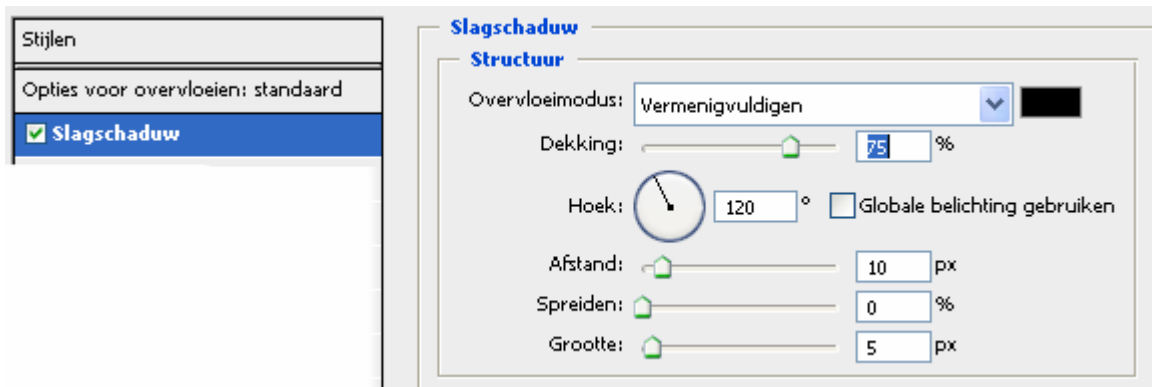 Stijlen
Opties voor overvloeien: standaard
Slagschaduw
Slagschaduw
Structuur
Overvloeimodus: Vermenigvuldigen
Dekking: 75 %
Hoek: 120 ° Globale belichting gebruiken
Afstand: 10 px
Spreiden: 0 %
Grootte: 5 px